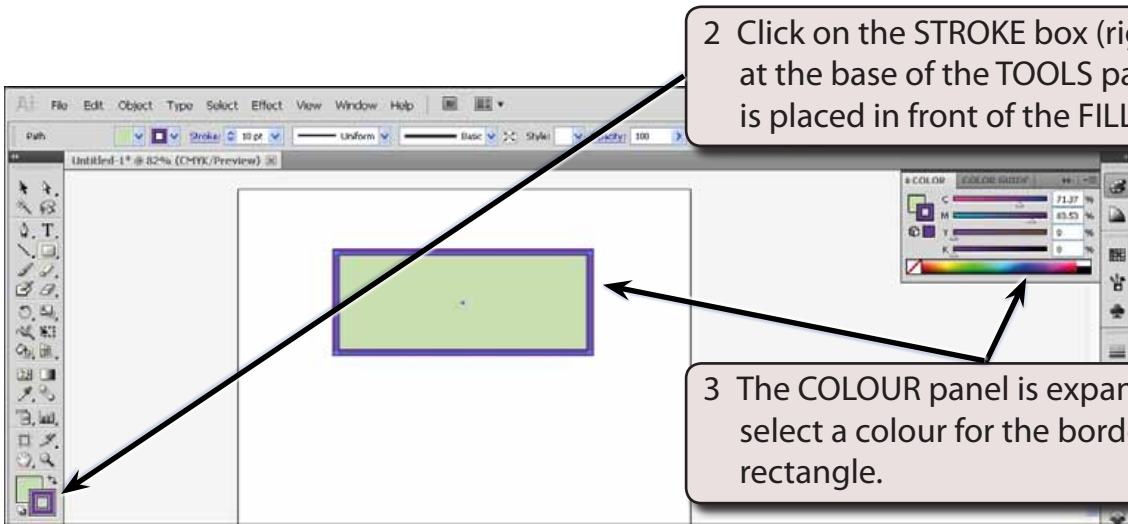 2 Click on the STROKE box (rig
at the base of the TOOLS pa
is placed in front of the FILL
Ai File Edit Object Type Select Effect View Window Help
Path Stroke: 10 pt Uniform Basic Style: Opacity: 100
Untitled-1* @ 82% (CMYK/Preview)
COLOR COLOR GUIDE
C 71.37 %
M 83.53 %
Y 0 %
K 0 %
3 The COLOUR panel is expan
select a colour for the borde
rectangle.